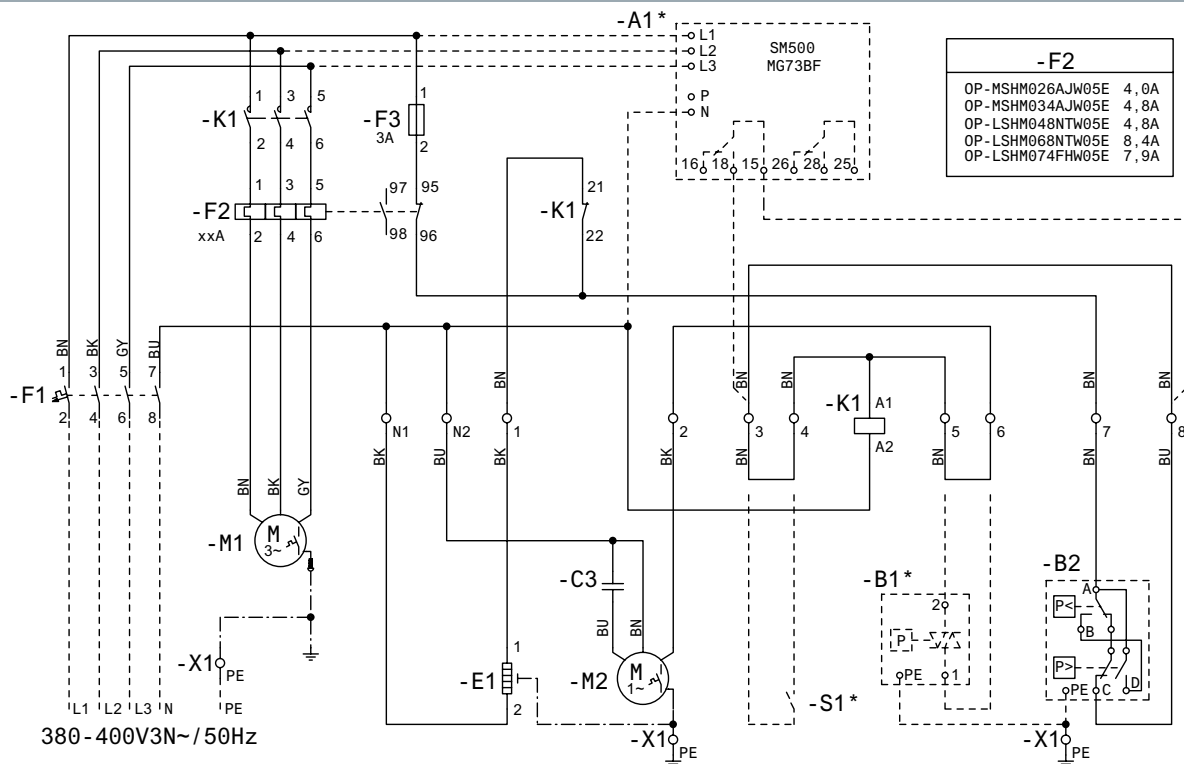 -A1*
L1
L2
L3
P
N
SM500
MG73BF
16 18 15 26 28 25
-F2
OP-MSHM026AJW05E 4,0A
OP-MSHM034AJW05E 4,8A
OP-LSHM048NTW05E 4,8A
OP-LSHM068NTW05E 8,4A
OP-LSHM074FHW05E 7,9A
1 3 5
-K1
2 4 6
1
-F3
3A
2
1 3 5
-F2
xxA
2 4 6
97 95
98 96
21
-K1
22
BN BK GY BU
1 3 5 7
-F1
2 4 6 8
BN BN BN BN BN
N1 N2 1 2 3 4
-K1 A1
A2
5 6 7 8
BK BU BK BK BN BN BN BU
BN BK GY
-M1
M
3~
-X1
PE
L1 L2 L3 N PE
380-400V3N~/50Hz
1
-E1
2
-C3
BU BN
-M2
M
1~
-X1
PE
-S1*
-B1*
2
P
PE 1
-B2
A
P<
B
P>
PE C D
-X1
PE